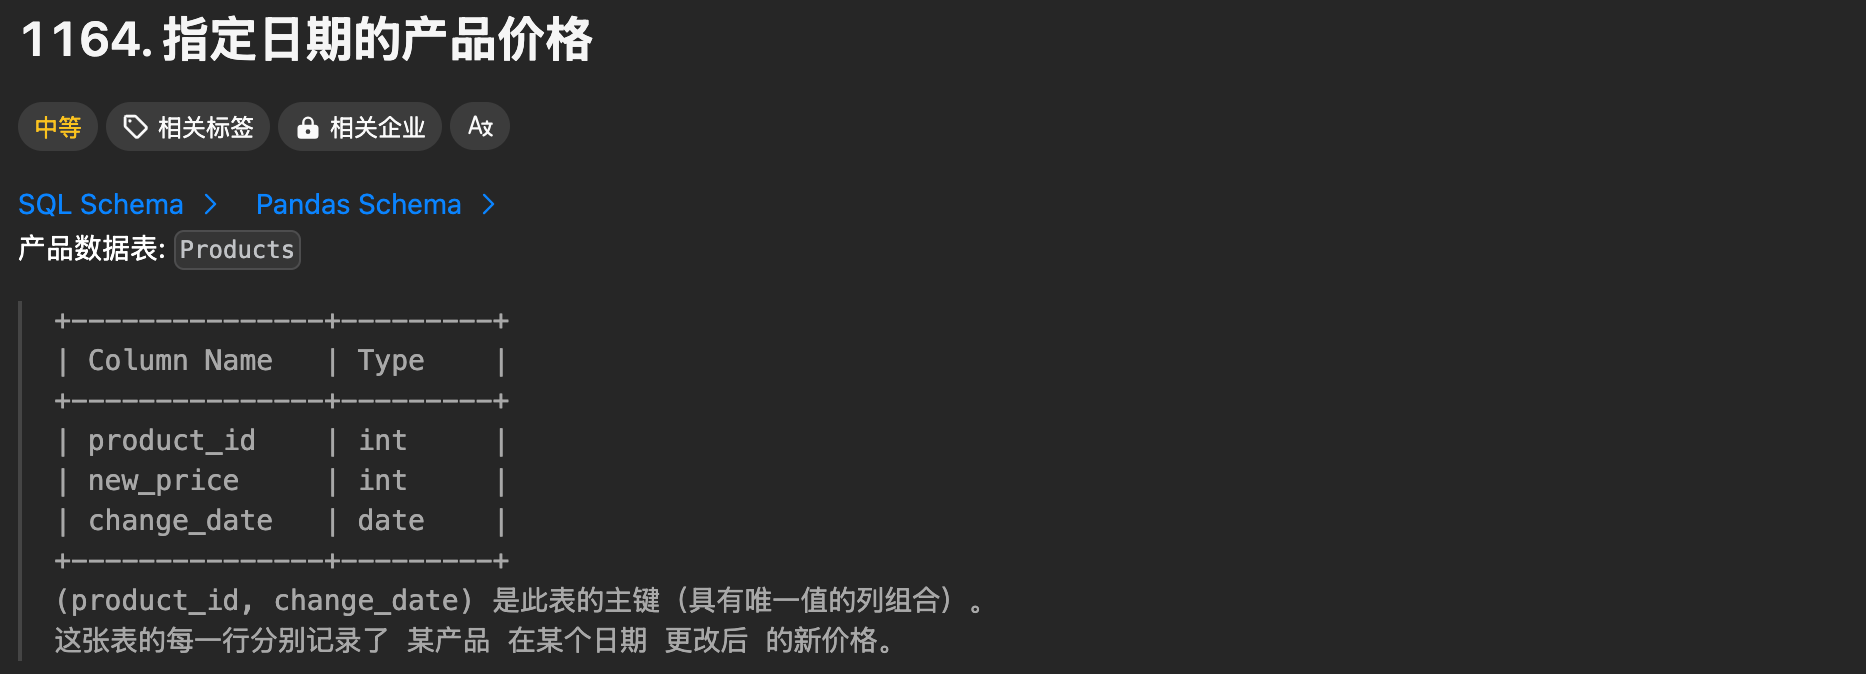 1164. 指定日期的产品价格
中等 相关标签 相关企业
SQL Schema > Pandas Schema >
产品数据表: Products
+---------------+---------+
| Column Name   | Type    |
+---------------+---------+
| product_id    | int     |
| new_price     | int     |
| change_date   | date    |
+---------------+---------+
(product_id, change_date) 是此表的主键（具有唯一值的列组合）。
这张表的每一行分别记录了 某产品 在某个日期 更改后 的新价格。